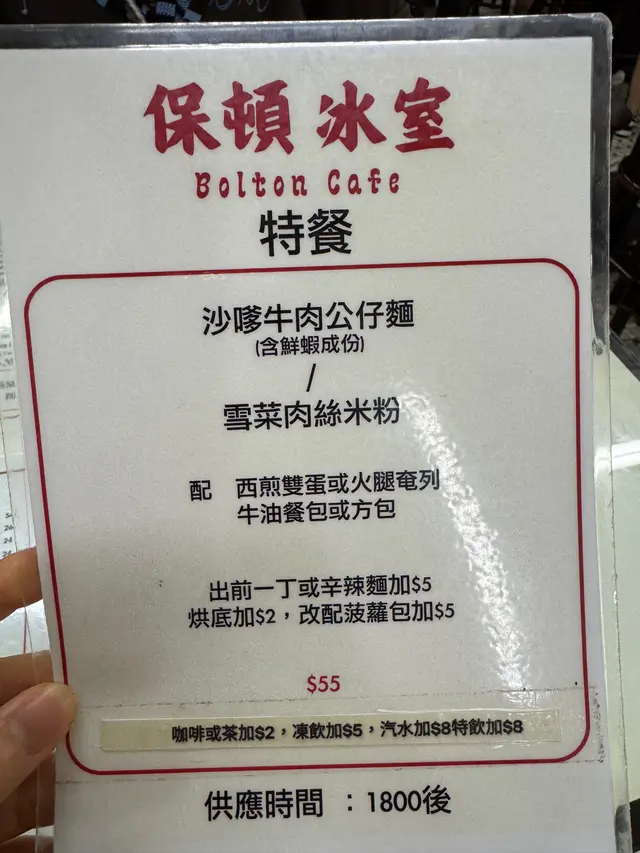 保頓冰室
Bolton Cafe
特餐
沙嗲牛肉公仔麵
(含鮮蝦成份)
/
雪菜肉絲米粉
配 西煎雙蛋或火腿奄列
牛油餐包或方包
出前一丁或辛辣麵加$5
烘底加$2，改配菠蘿包加$5
$55
咖啡或茶加$2，凍飲加$5，汽水加$8特飲加$8
供應時間 ：1800後